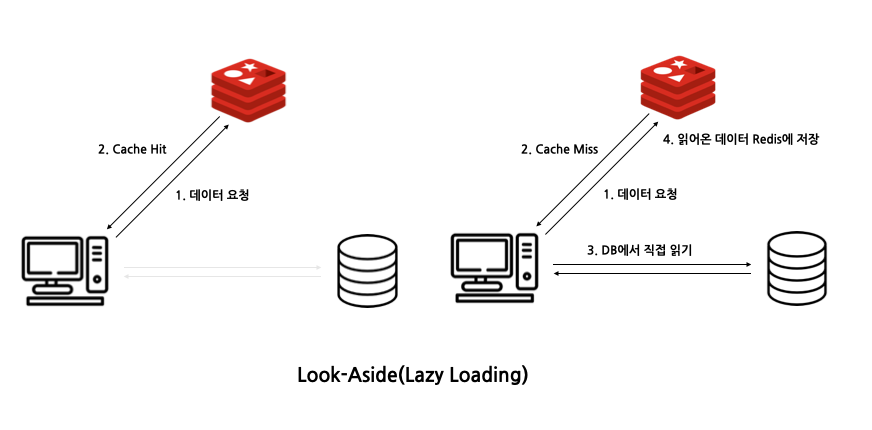 2. Cache Hit
1. 데이터 요청
2. Cache Miss
4. 읽어온 데이터 Redis에 저장
1. 데이터 요청
3. DB에서 직접 읽기
Look-Aside(Lazy Loading)